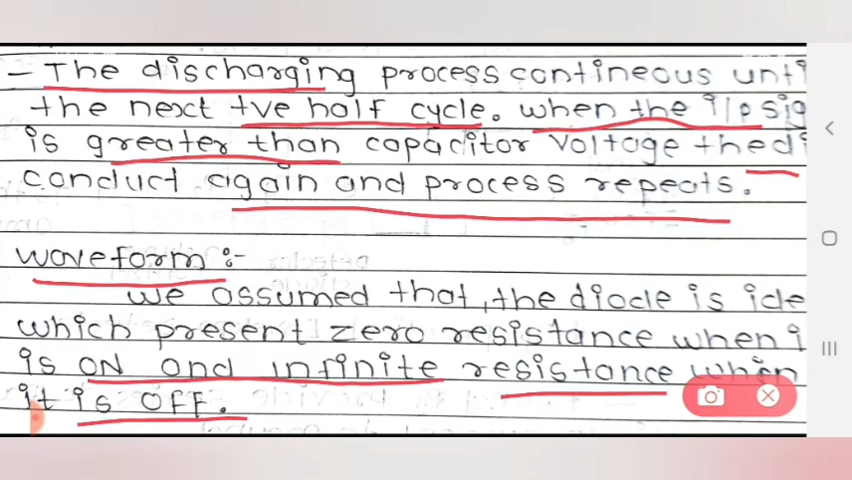 - The discharging process contineous unti
the next +ve half cycle. When the i/p sig
is greater than capacitor voltage the di
conduct again and process repeats.
Waveform :-
We assumed that, the diode is ide
which present zero resistance when i
is ON and infinite resistance when
it is OFF.